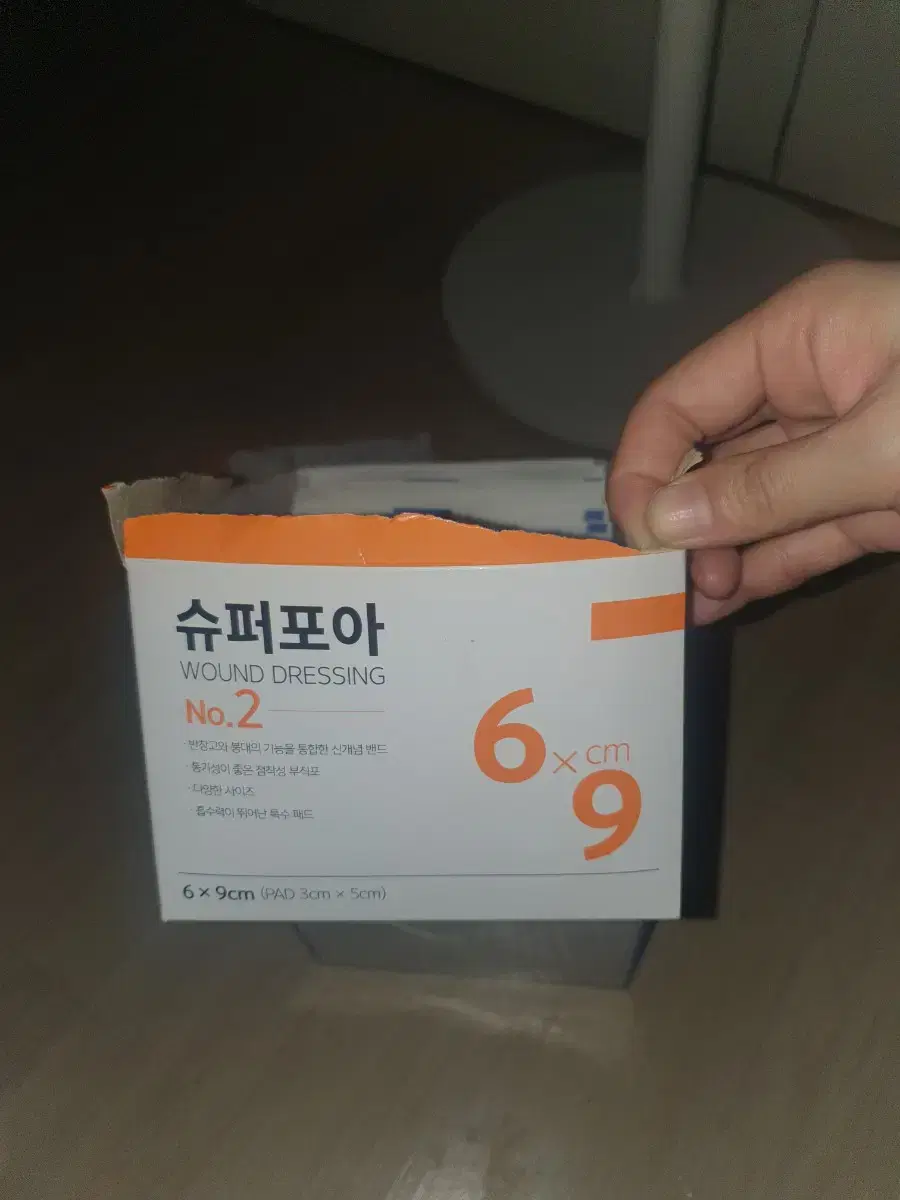 슈퍼포아
WOUND DRESSING
No.2
· 반창고와 붕대의 기능을 통합한 신개념 밴드
· 통기성이 좋은 점착성 부직포
· 다양한 사이즈
· 흡수력이 뛰어난 특수 패드
6 × 9 cm
6 × 9cm (PAD 3cm × 5cm)